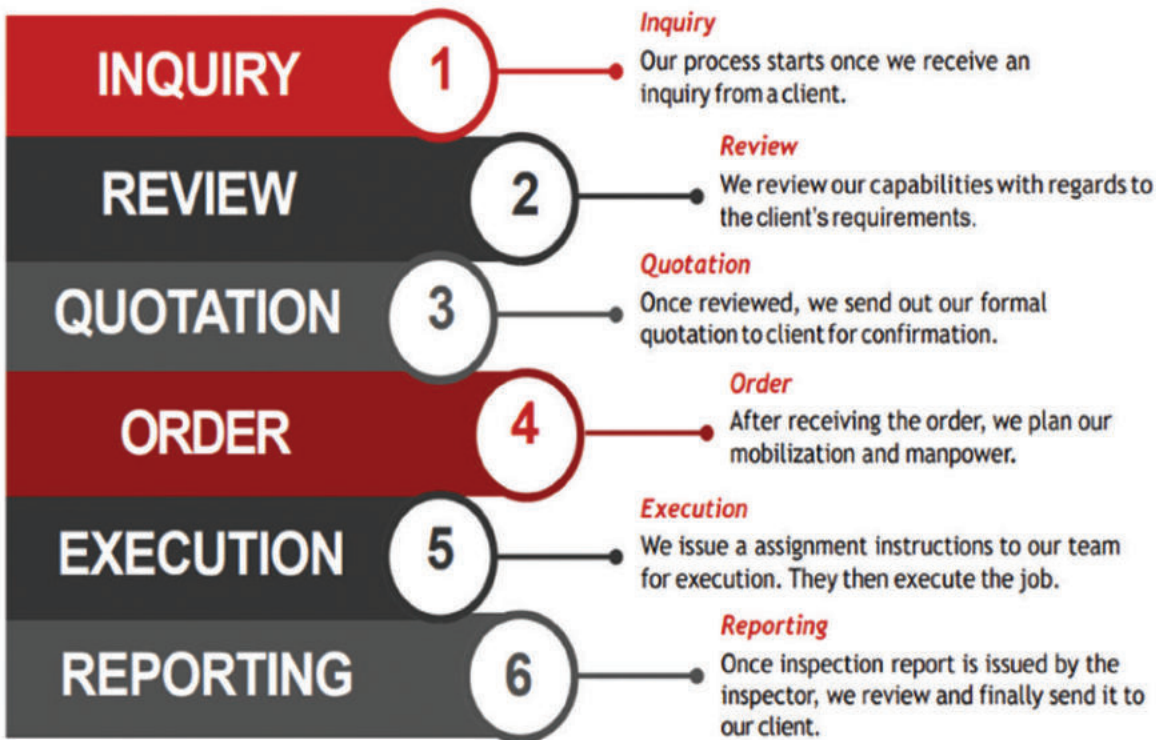 INQUIRY
1
Inquiry
Our process starts once we receive an
inquiry from a client.
REVIEW
2
Review
We review our capabilities with regards to
the client's requirements.
QUOTATION
3
Quotation
Once reviewed, we send out our formal
quotation to client for confirmation.
ORDER
4
Order
After receiving the order, we plan our
mobilization and manpower.
EXECUTION
5
Execution
We issue a assignment instructions to our team
for execution. They then execute the job.
REPORTING
6
Reporting
Once inspection report is issued by the
inspector, we review and finally send it to
our client.